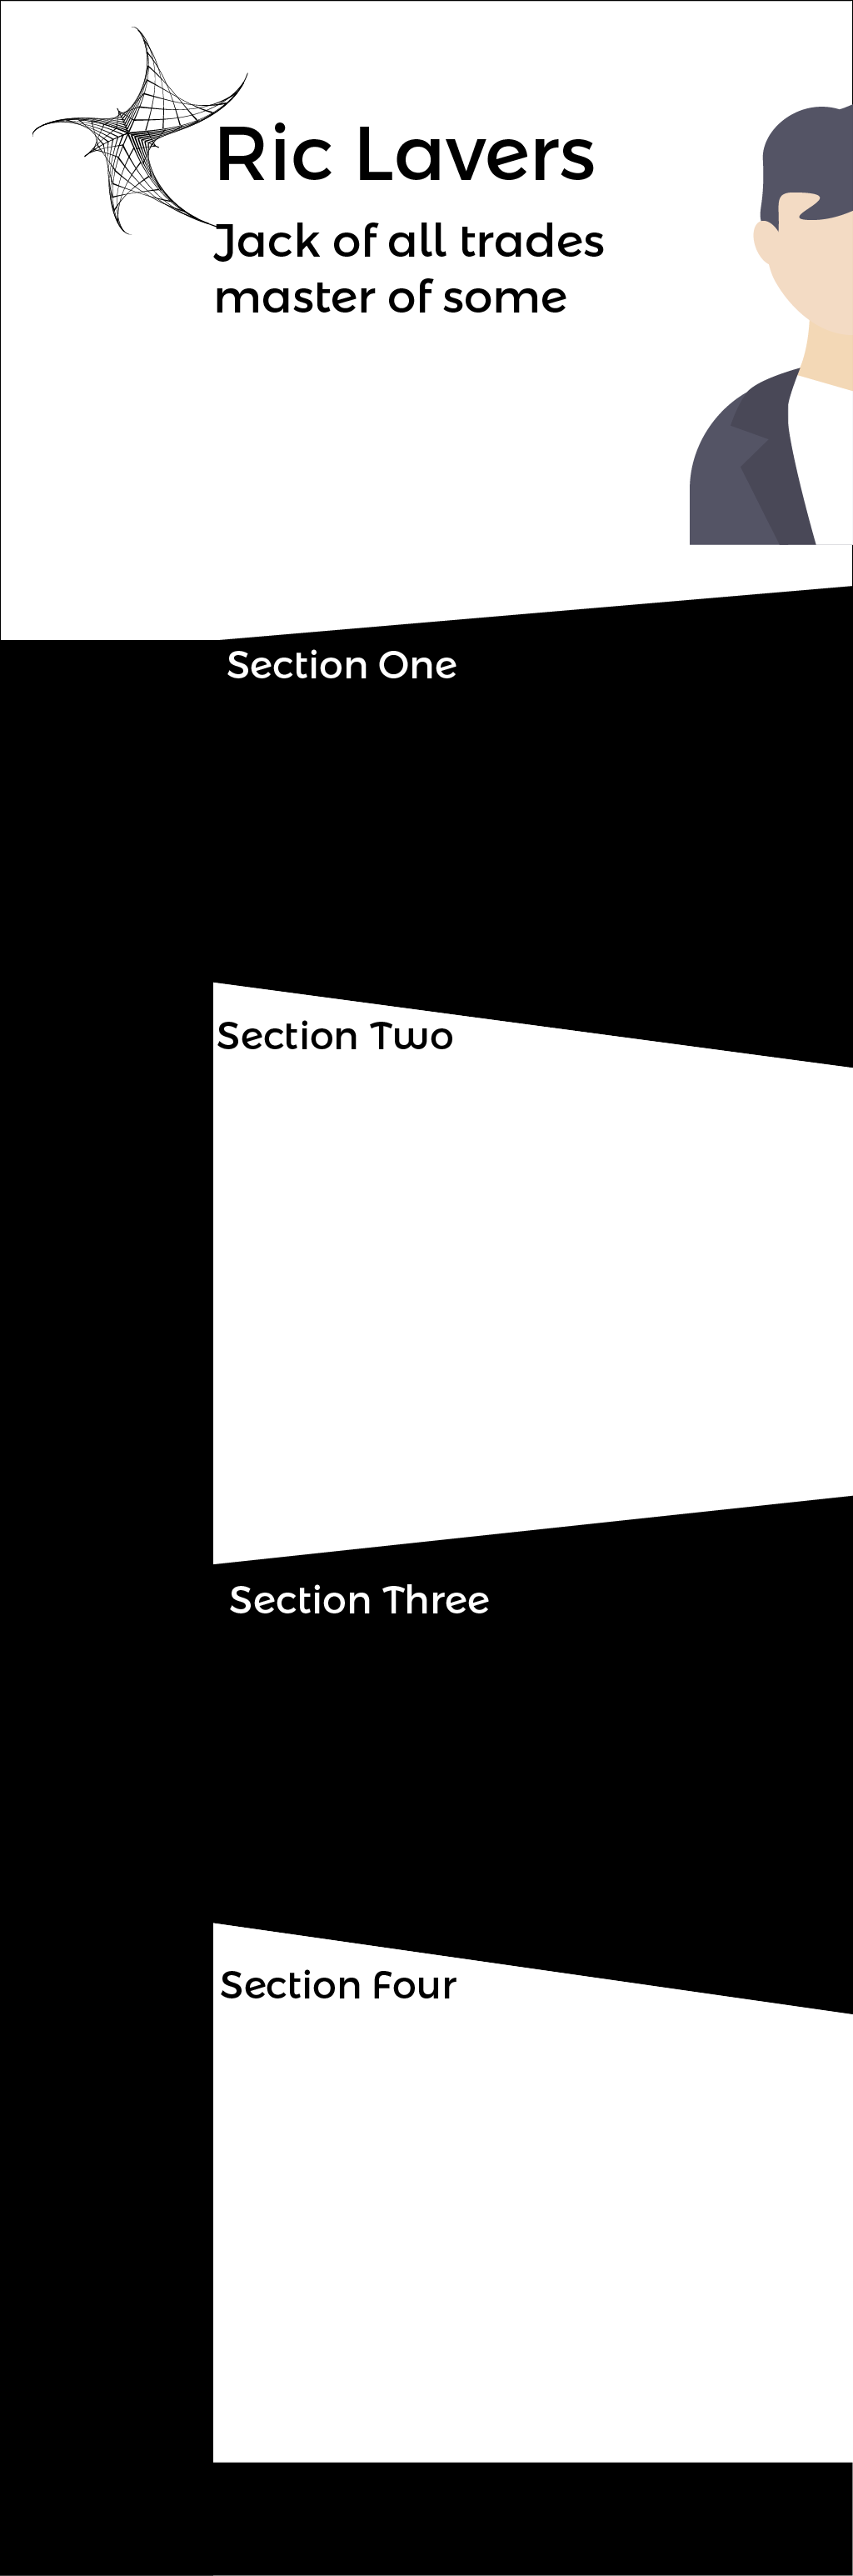 Ric Lavers
Jack of all trades
master of some
Section One
Section Two
Section Three
Section Four